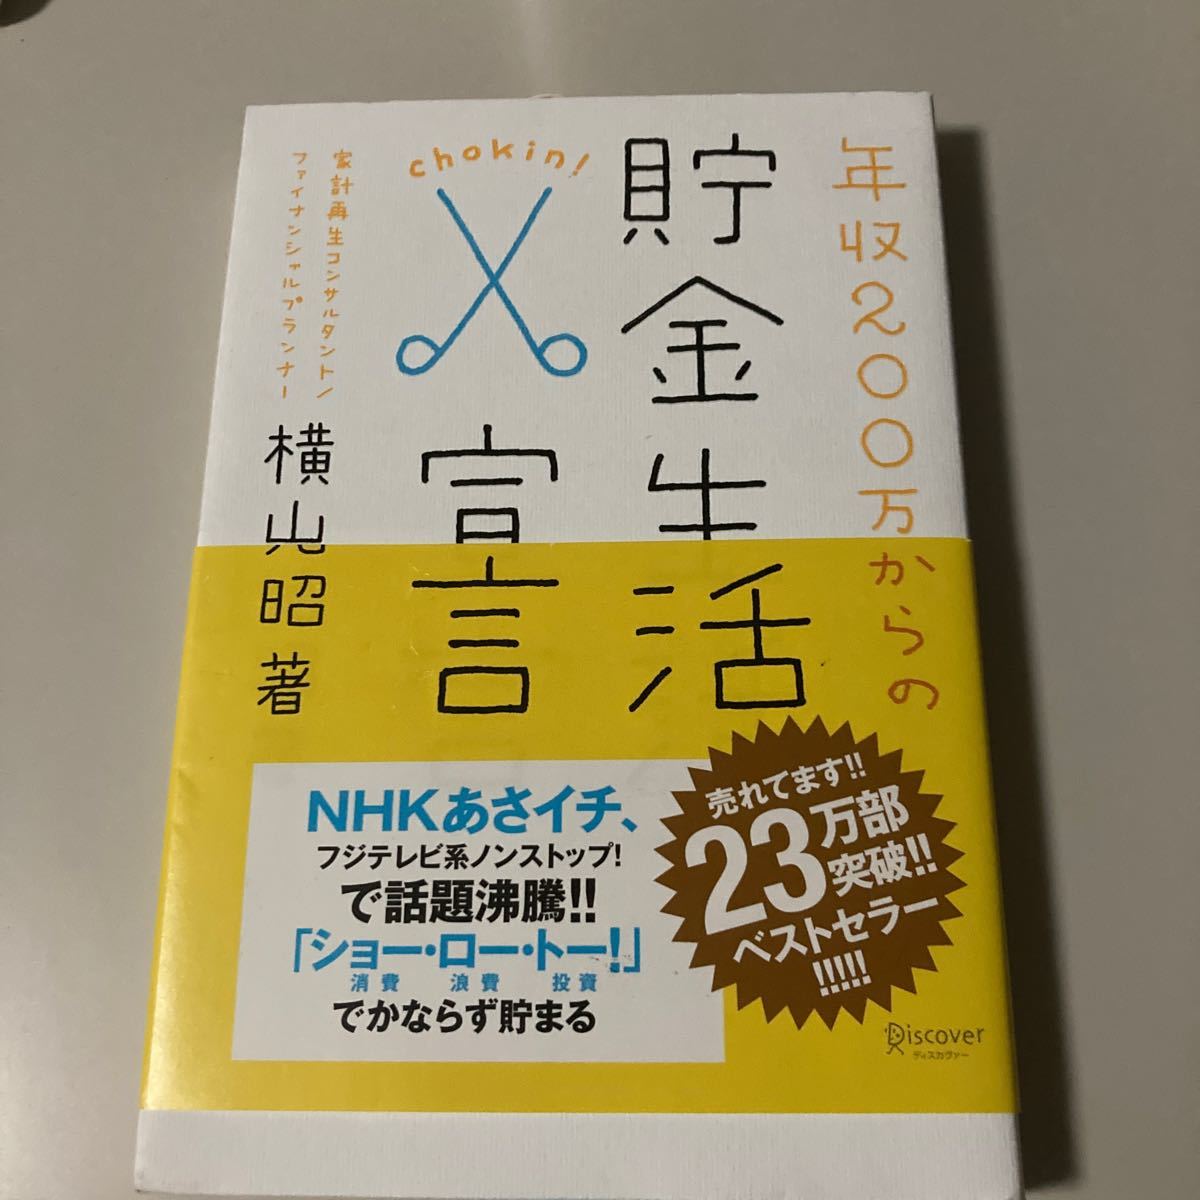 年収200万からの
貯金生活
宣言
chokin!
家計再生コンサルタント/
ファイナンシャルプランナー
横山光昭 著
NHKあさイチ、
フジテレビ系ノンストップ!
で話題沸騰!!
「ショー・ロー・トー!」
消費 浪費 投資
でかならず貯まる
売れてます!!
23万部
突破!!
ベストセラー
!!!!!
Discover
ディスカヴァー